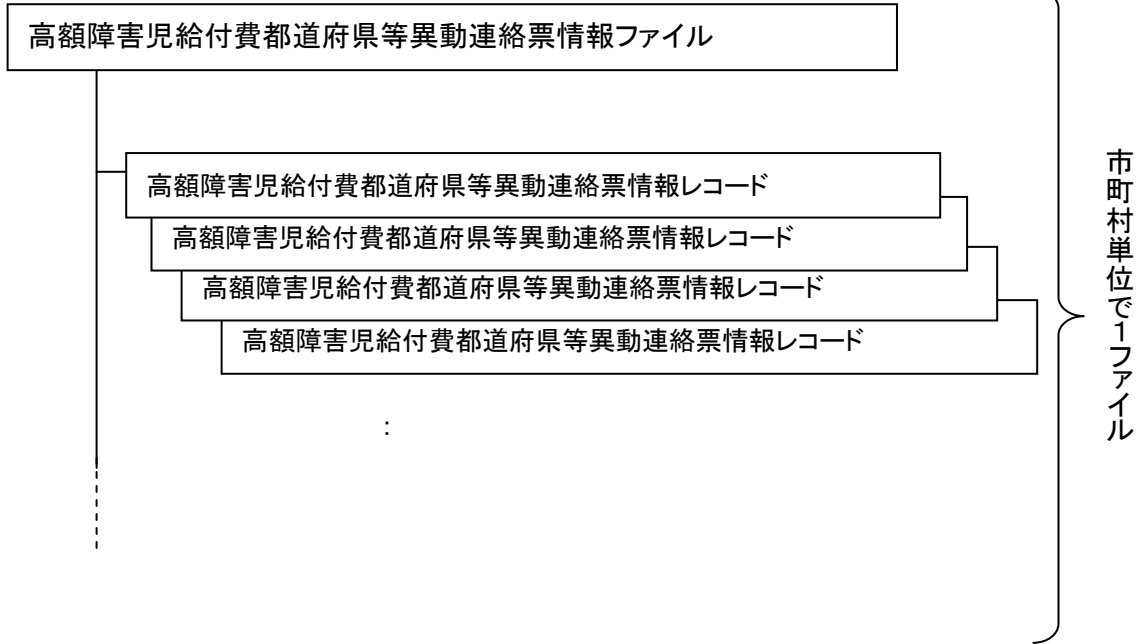 高額障害児給付費都道府県等異動連絡票情報ファイル
高額障害児給付費都道府県等異動連絡票情報レコード
高額障害児給付費都道府県等異動連絡票情報レコード
高額障害児給付費都道府県等異動連絡票情報レコード
高額障害児給付費都道府県等異動連絡票情報レコード
:
市町村単位で1ファイル